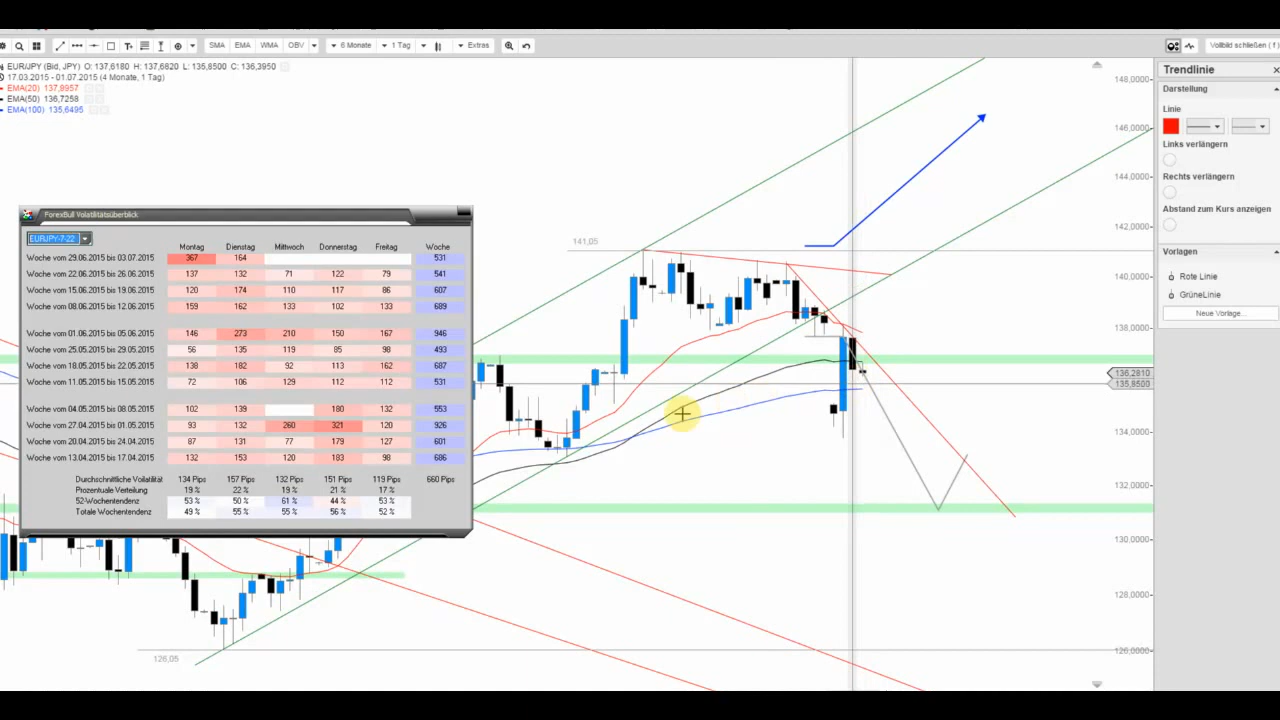 SMA EMA WMA OBV 6 Monate 1 Tag Extras Vollbild schließen ( f )
EUR/JPY (Bid, JPY) O: 137,6180 H: 137,6820 L: 135,8500 C: 136,3950
17.03.2015 - 01.07.2015 (4 Monate, 1 Tag)
EMA(20) 137,9957
EMA(50) 136,7258
EMA(100) 135,6495
Trendlinie
Darstellung
Linie
Links verlängern
Rechts verlängern
Abstand zum Kurs anzeigen
Vorlagen
Rote Linie
GrüneLinie
Neue Vorlage...
148,0000
146,0000
144,0000
142,0000
140,0000
138,0000
136,2810
135,8500
134,0000
132,0000
130,0000
128,0000
126,0000
141,05
126,05
ForexBull Volatilitätsüberblick
EURJPY-7-22
Montag Dienstag Mittwoch Donnerstag Freitag Woche
Woche vom 29.06.2015 bis 03.07.2015 367 164 531
Woche vom 22.06.2015 bis 26.06.2015 137 132 71 122 79 541
Woche vom 15.06.2015 bis 19.06.2015 120 174 110 117 86 607
Woche vom 08.06.2015 bis 12.06.2015 159 162 133 102 133 689
Woche vom 01.06.2015 bis 05.06.2015 146 273 210 150 167 946
Woche vom 25.05.2015 bis 29.05.2015 56 135 119 85 98 493
Woche vom 18.05.2015 bis 22.05.2015 138 182 92 113 162 687
Woche vom 11.05.2015 bis 15.05.2015 72 106 129 112 112 531
Woche vom 04.05.2015 bis 08.05.2015 102 139 180 132 553
Woche vom 27.04.2015 bis 01.05.2015 93 132 260 321 120 926
Woche vom 20.04.2015 bis 24.04.2015 87 131 77 179 127 601
Woche vom 13.04.2015 bis 17.04.2015 132 153 120 183 98 686
Durchschnittliche Volatilität 134 Pips 157 Pips 132 Pips 151 Pips 119 Pips 660 Pips
Prozentuale Verteilung 19 % 22 % 19 % 21 % 17 %
52-Wochentendenz 53 % 50 % 61 % 44 % 53 %
Totale Wochentendenz 49 % 55 % 55 % 56 % 52 %